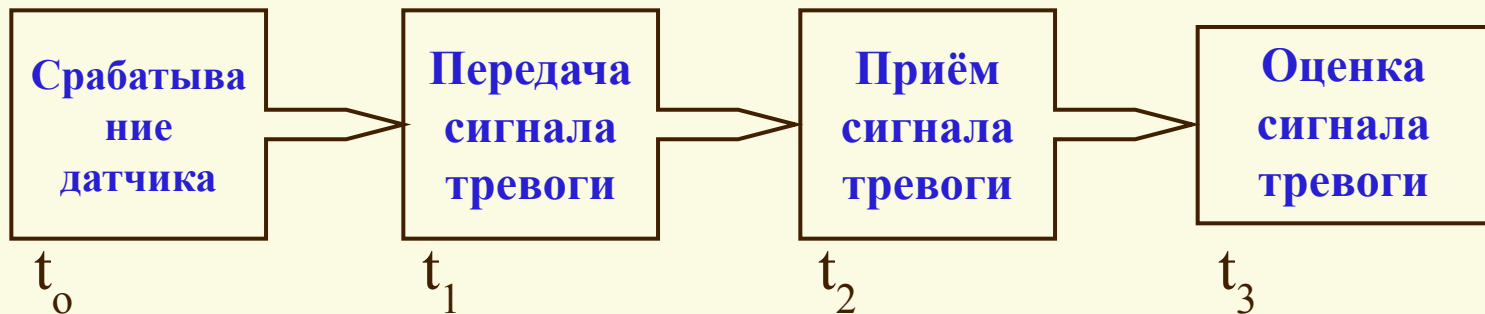 Срабатыва
ние
датчика
Передача
сигнала
тревоги
Приём
сигнала
тревоги
Оценка
сигнала
тревоги
t₀
t₁
t₂
t₃